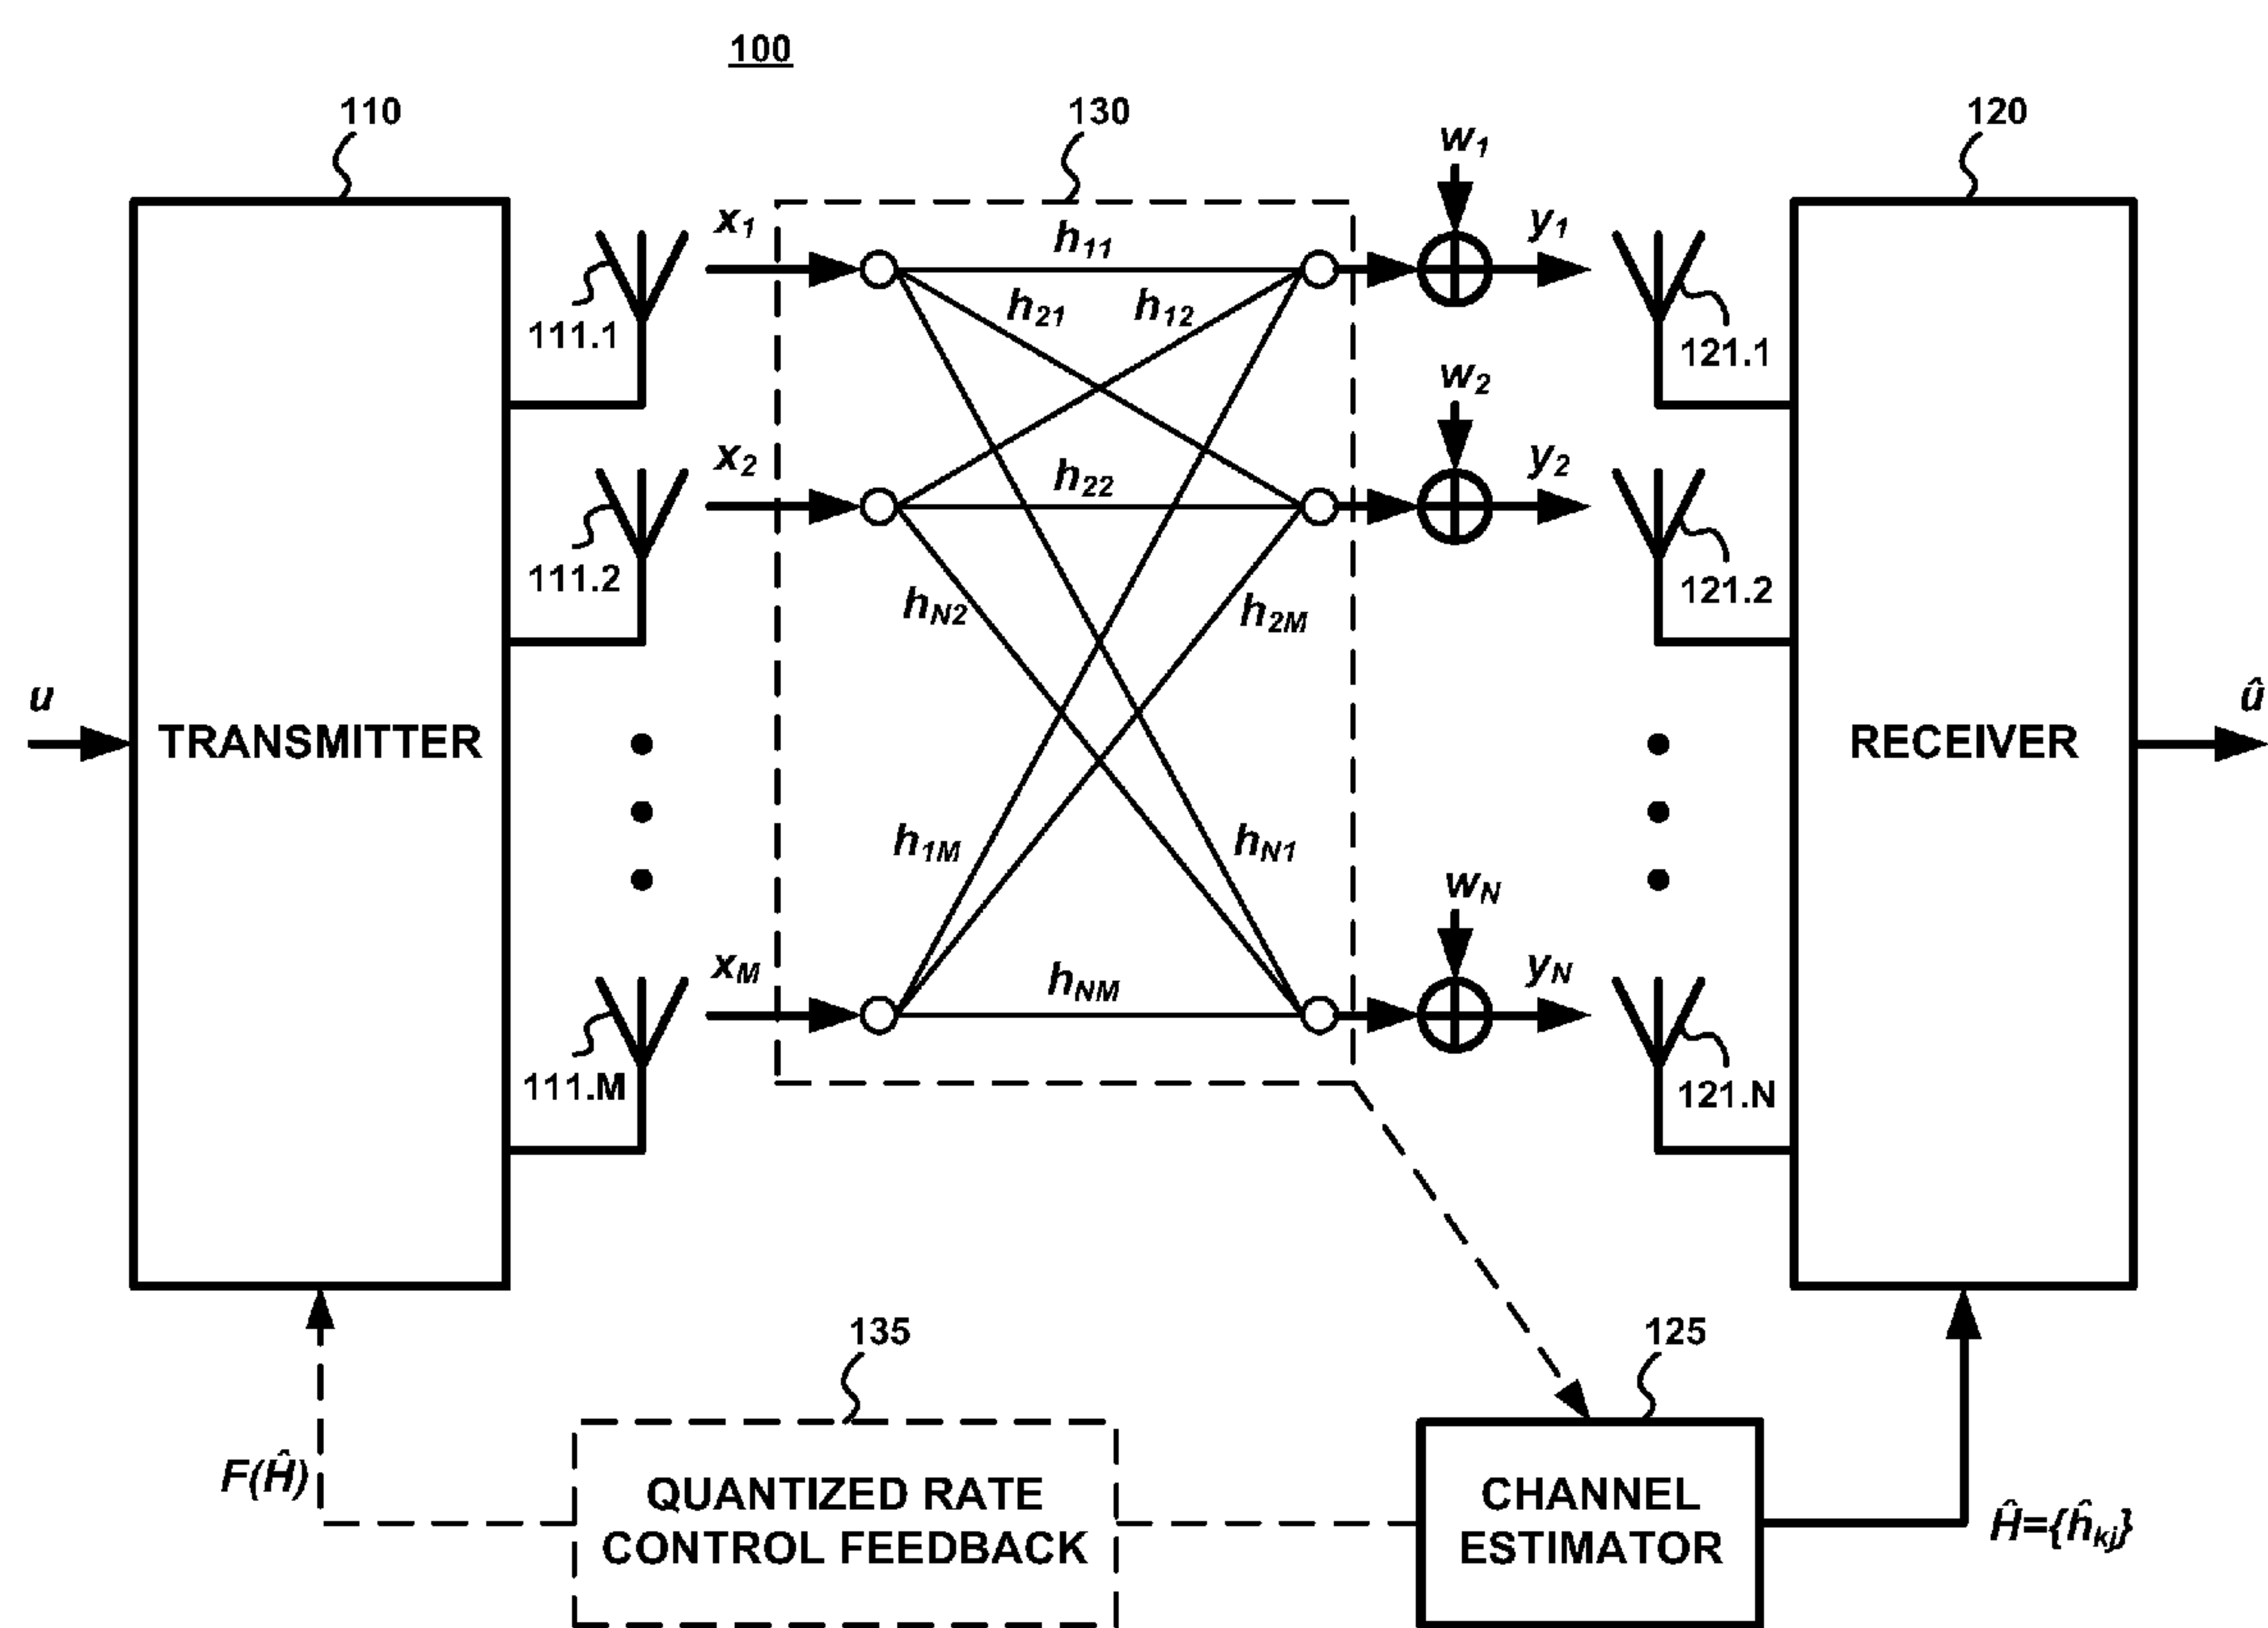 100
110
130
120
w1
x1
h11
y1
h21
h12
111.1
121.1
w2
x2
h22
y2
111.2
121.2
hN2
h2M
u
TRANSMITTER
RECEIVER
û
h1M
hN1
wN
xM
hNM
yN
111.M
121.N
135
125
F(Ĥ)
QUANTIZED RATE
CONTROL FEEDBACK
CHANNEL
ESTIMATOR
Ĥ={ĥkj}